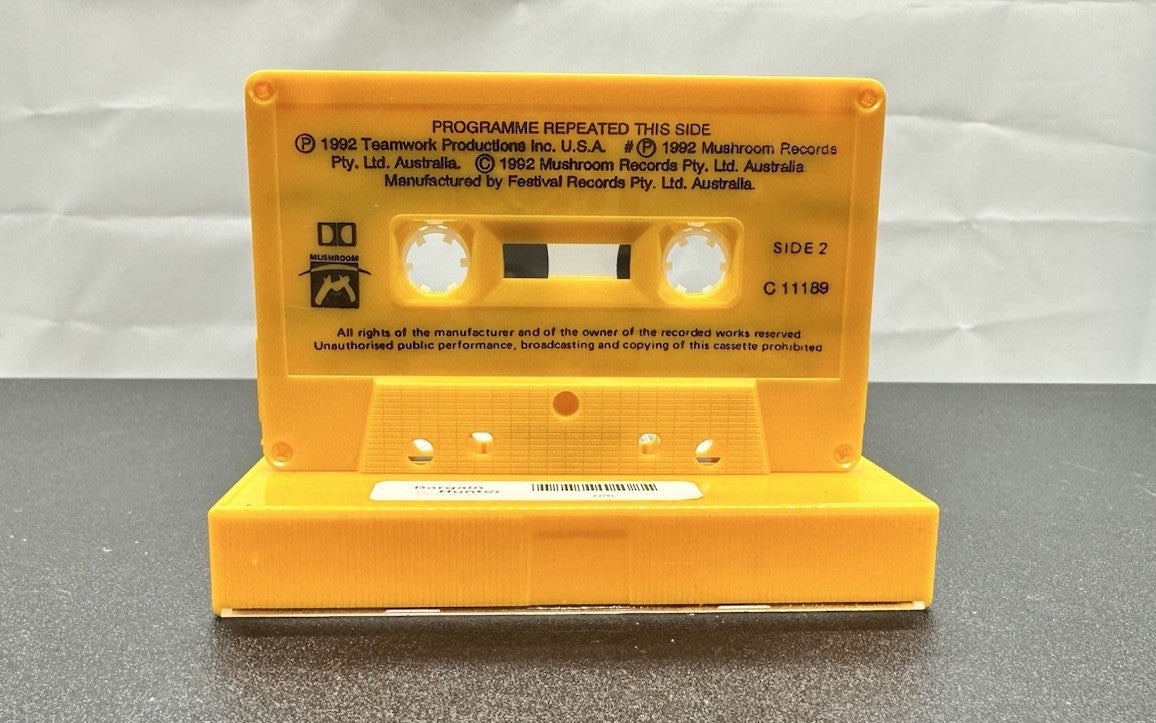 PROGRAMME REPEATED THIS SIDE
Ⓟ 1992 Teamwork Productions Inc. U.S.A. #Ⓟ 1992 Mushroom Records
Pty. Ltd. Australia. © 1992 Mushroom Records Pty. Ltd. Australia
Manufactured by Festival Records Pty. Ltd. Australia.
MUSHROOM
SIDE 2
C 11189
All rights of the manufacturer and of the owner of the recorded works reserved
Unauthorised public performance, broadcasting and copying of this cassette prohibited
Bargain
Hunter